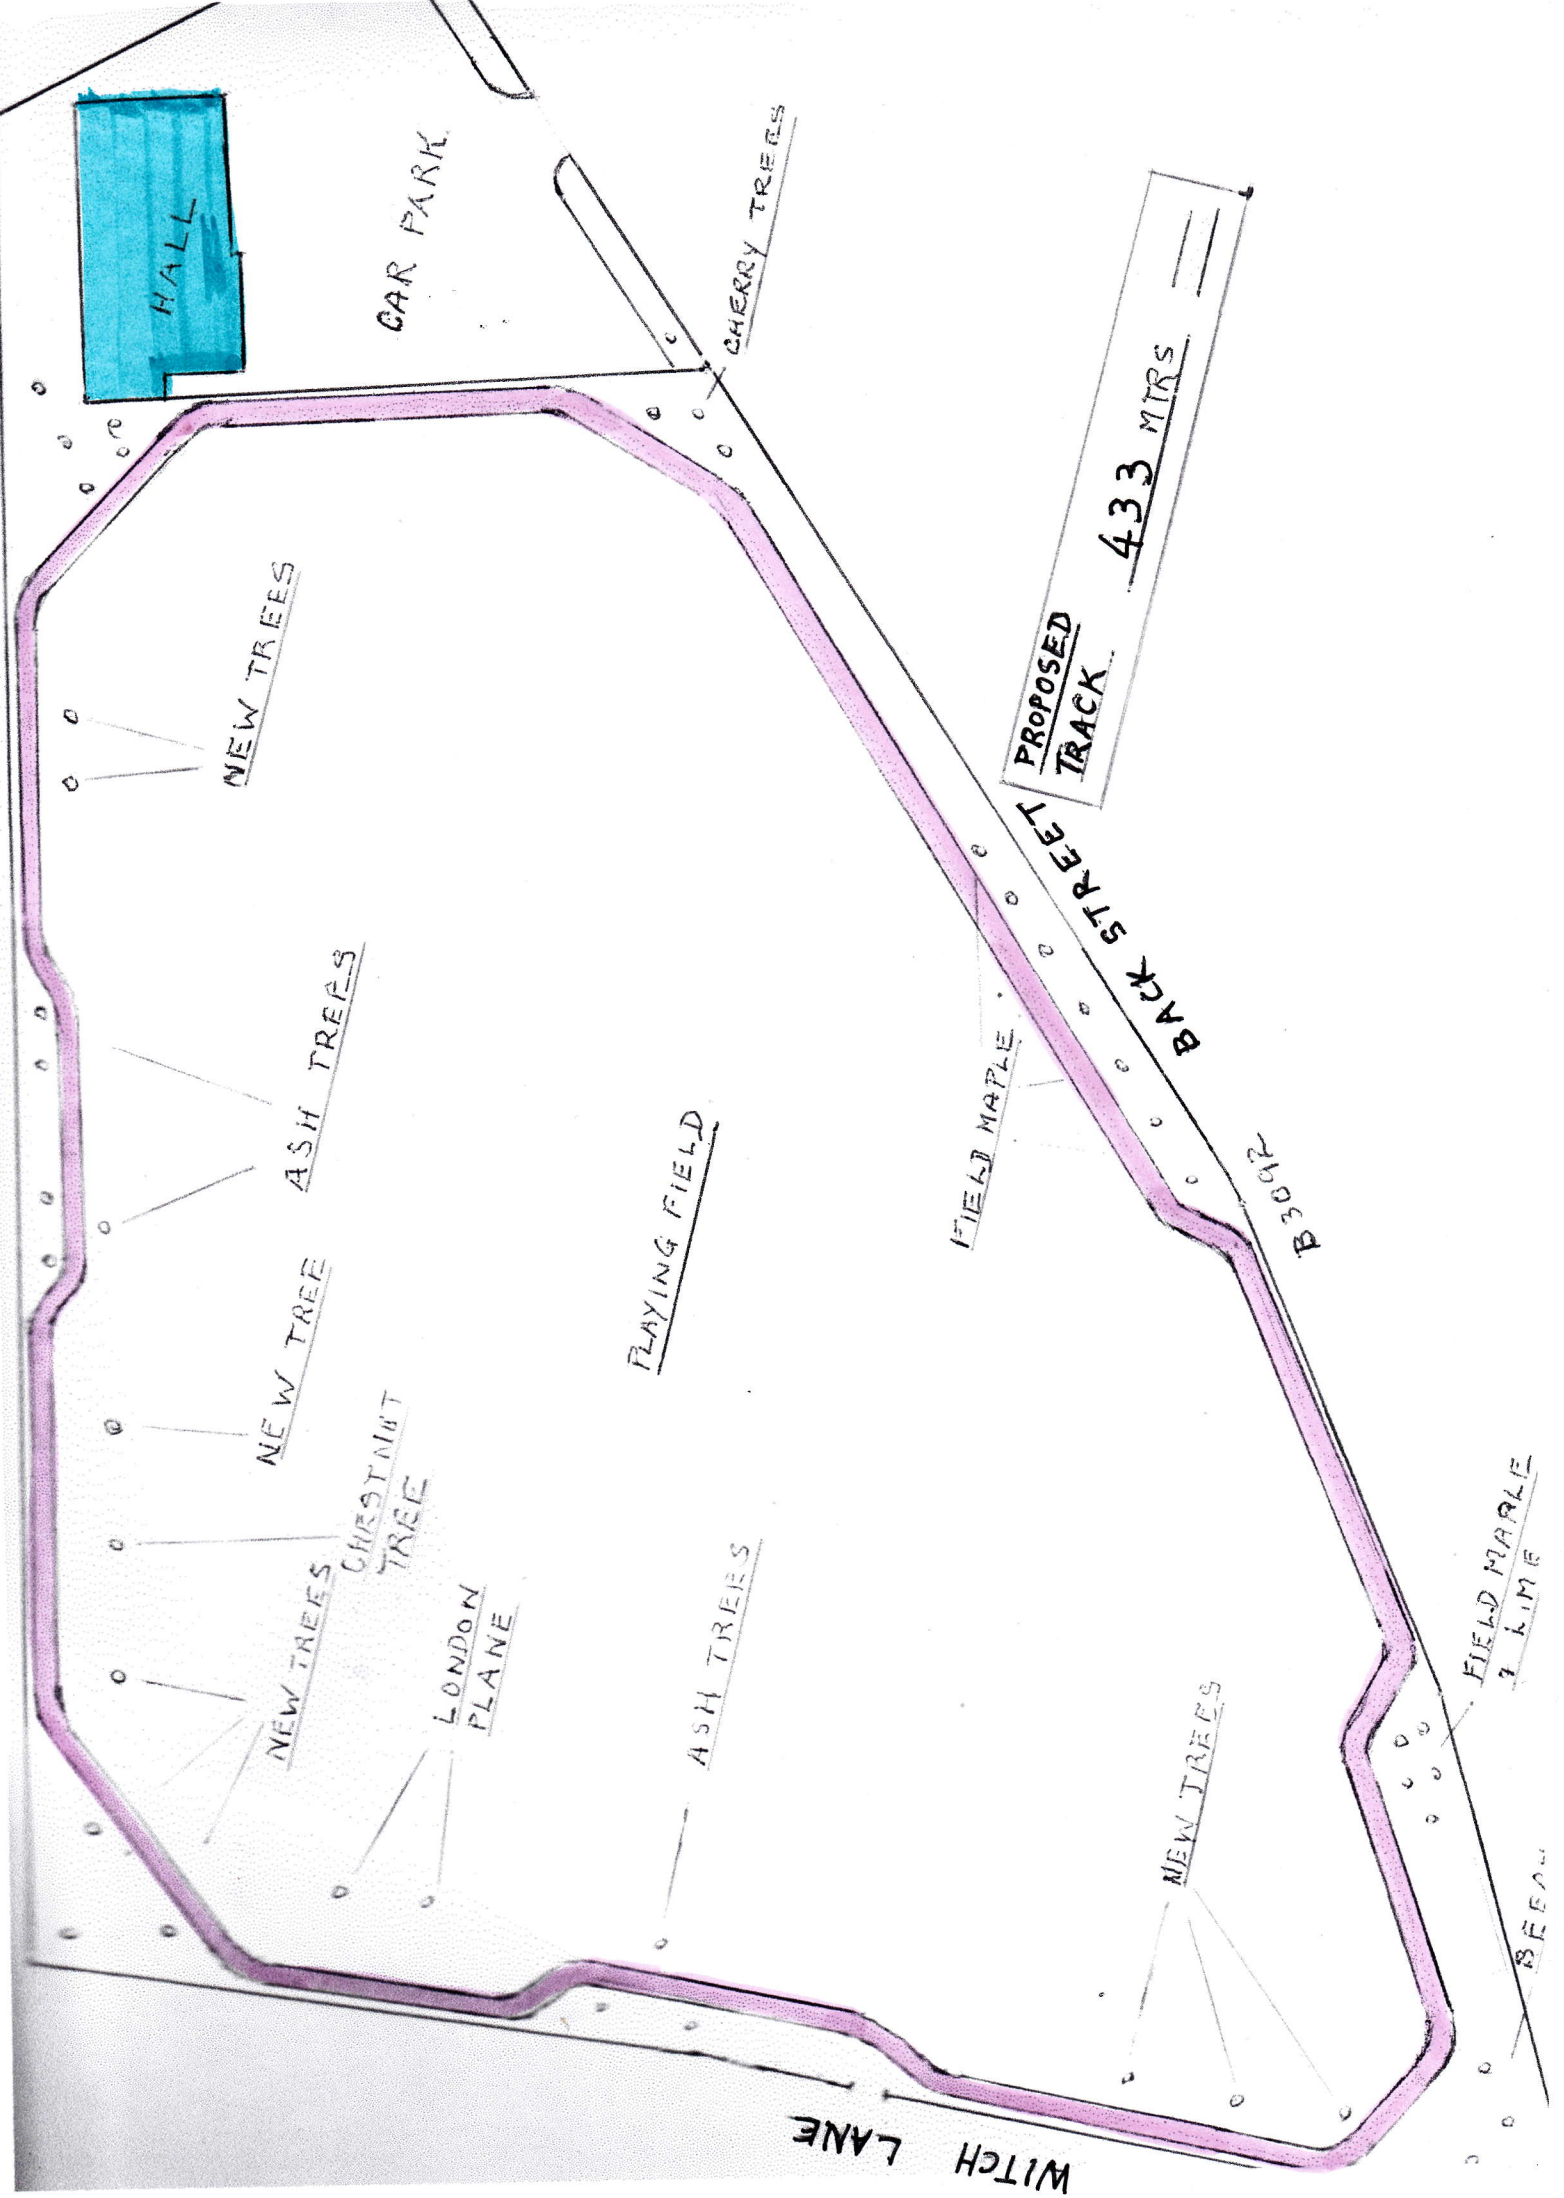 HALL
CAR PARK
CHERRY TREES
NEW TREES
PROPOSED
TRACK 433 MTRS
BACK STREET
B3092
ASH TREES
FIELD MAPLE
PLAYING FIELD
NEW TREE
CHESTNUT
TREE
NEW TREES
LONDON
PLANE
ASH TREES
NEW TREES
FIELD MAPLE
LIME
WITCH LANE